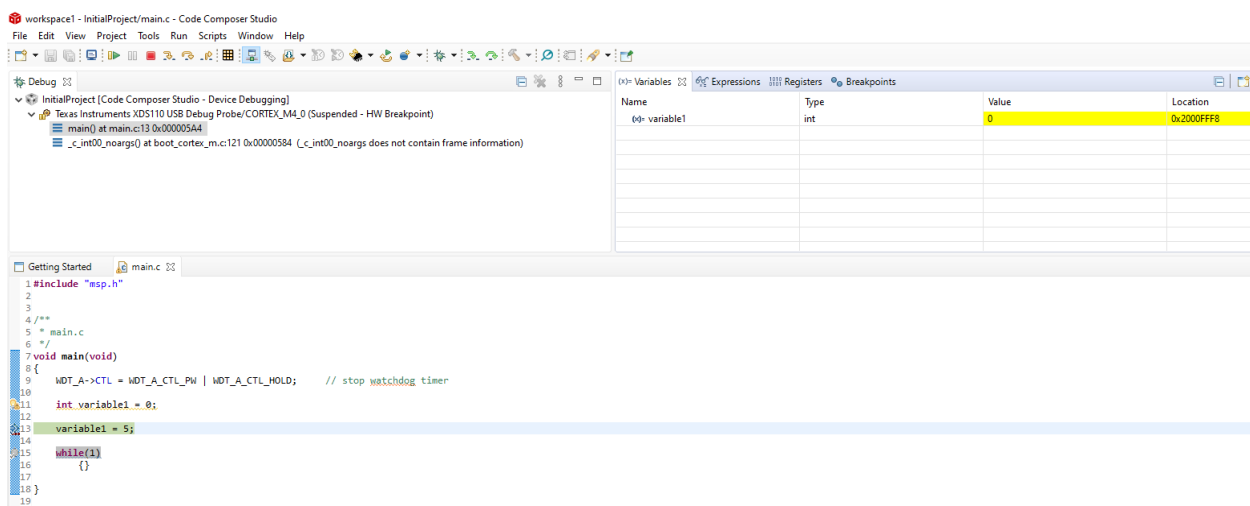 workspace1 - InitialProject/main.c - Code Composer Studio
File Edit View Project Tools Run Scripts Window Help
Debug
InitialProject [Code Composer Studio - Device Debugging]
Texas Instruments XDS110 USB Debug Probe/CORTEX_M4_0 (Suspended - HW Breakpoint)
main() at main.c:13 0x000005A4
_c_int00_noargs() at boot_cortex_m.c:121 0x00000584 (_c_int00_noargs does not contain frame information)
(x)= Variables Expressions 1010 0101 Registers Breakpoints
Name Type Value Location
(x)= variable1 int 0 0x2000FFF8
Getting Started main.c
1 #include "msp.h"
2
3
4 /**
5 * main.c
6 */
7 void main(void)
8 {
9 WDT_A->CTL = WDT_A_CTL_PW | WDT_A_CTL_HOLD; // stop watchdog timer
10
11 int variable1 = 0;
12
13 variable1 = 5;
14
15 while(1)
16 {}
17
18 }
19